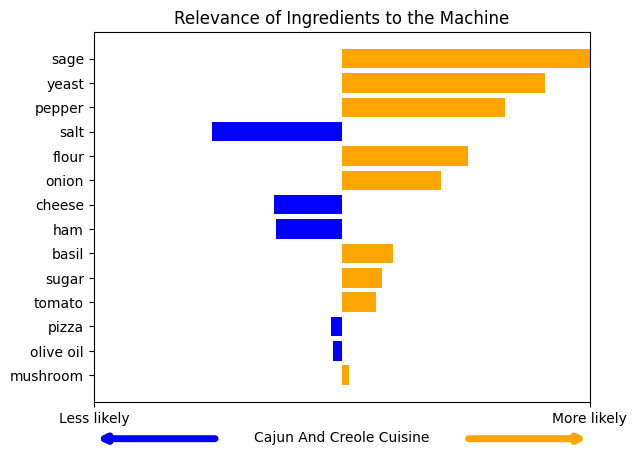 Relevance of Ingredients to the Machine
sage
yeast
pepper
salt
flour
onion
cheese
ham
basil
sugar
tomato
pizza
olive oil
mushroom
Less likely
More likely
Cajun And Creole Cuisine